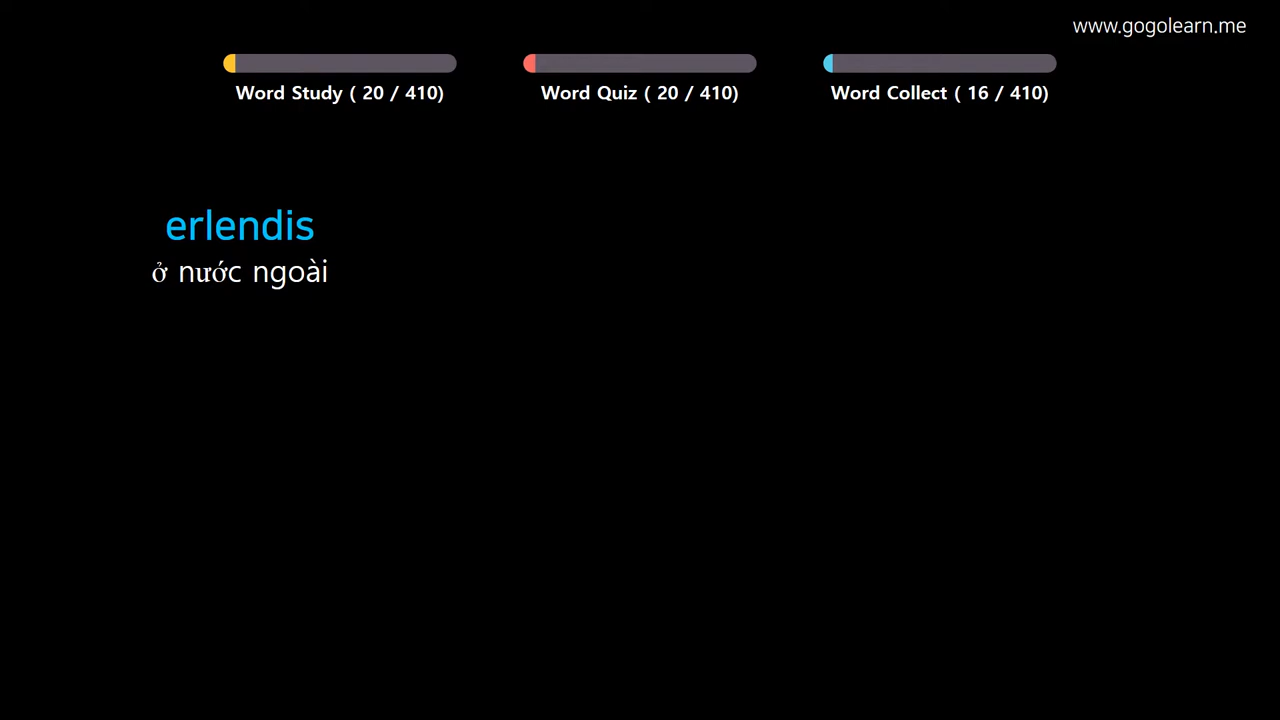 www.gogolearn.me
Word Study ( 20 / 410)
Word Quiz ( 20 / 410)
Word Collect ( 16 / 410)
erlendis
ở nước ngoài